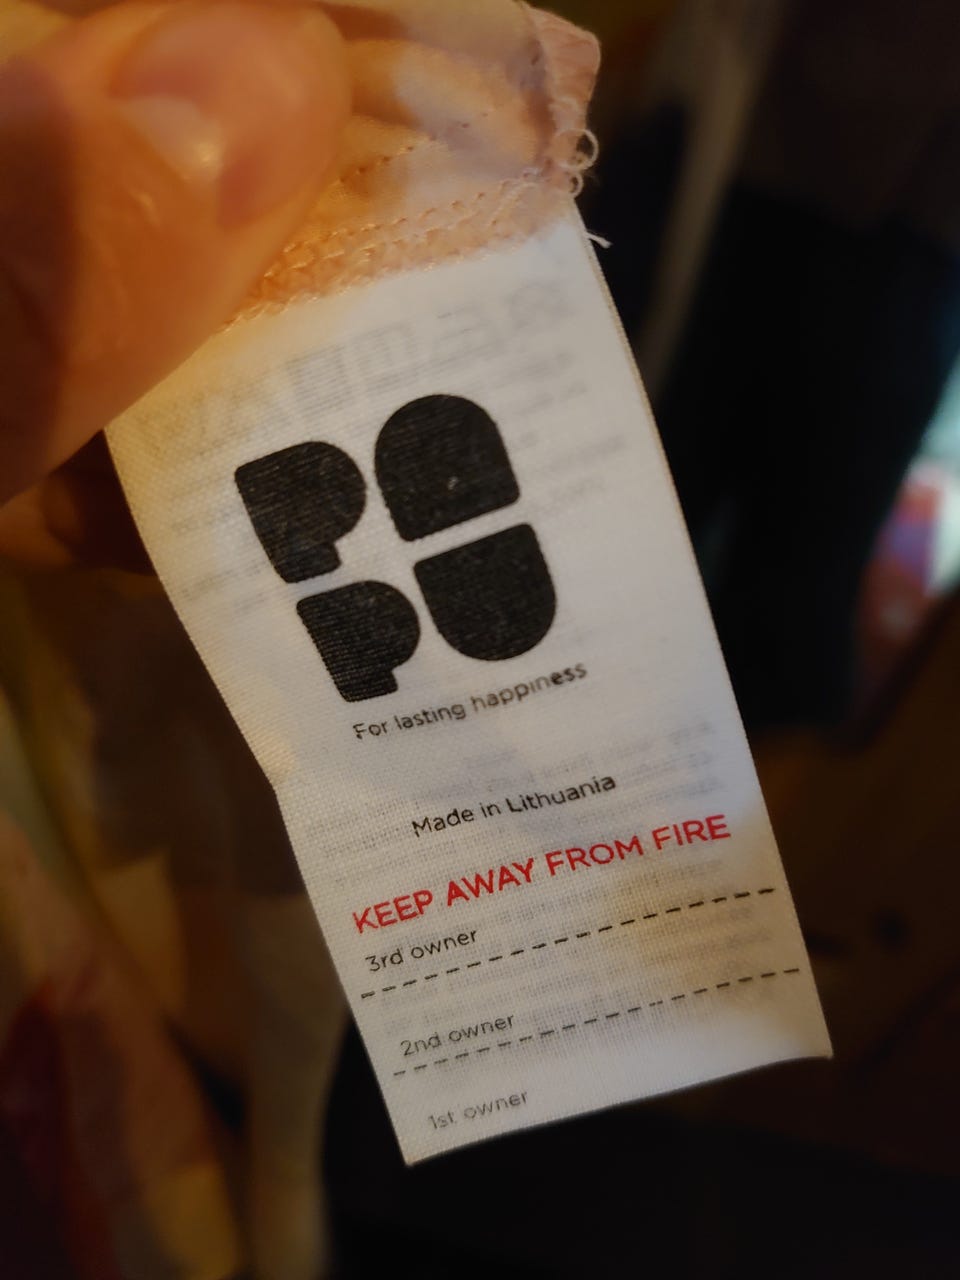 PA
PU
For lasting happiness
Made in Lithuania
KEEP AWAY FROM FIRE
3rd owner
2nd owner
1st owner